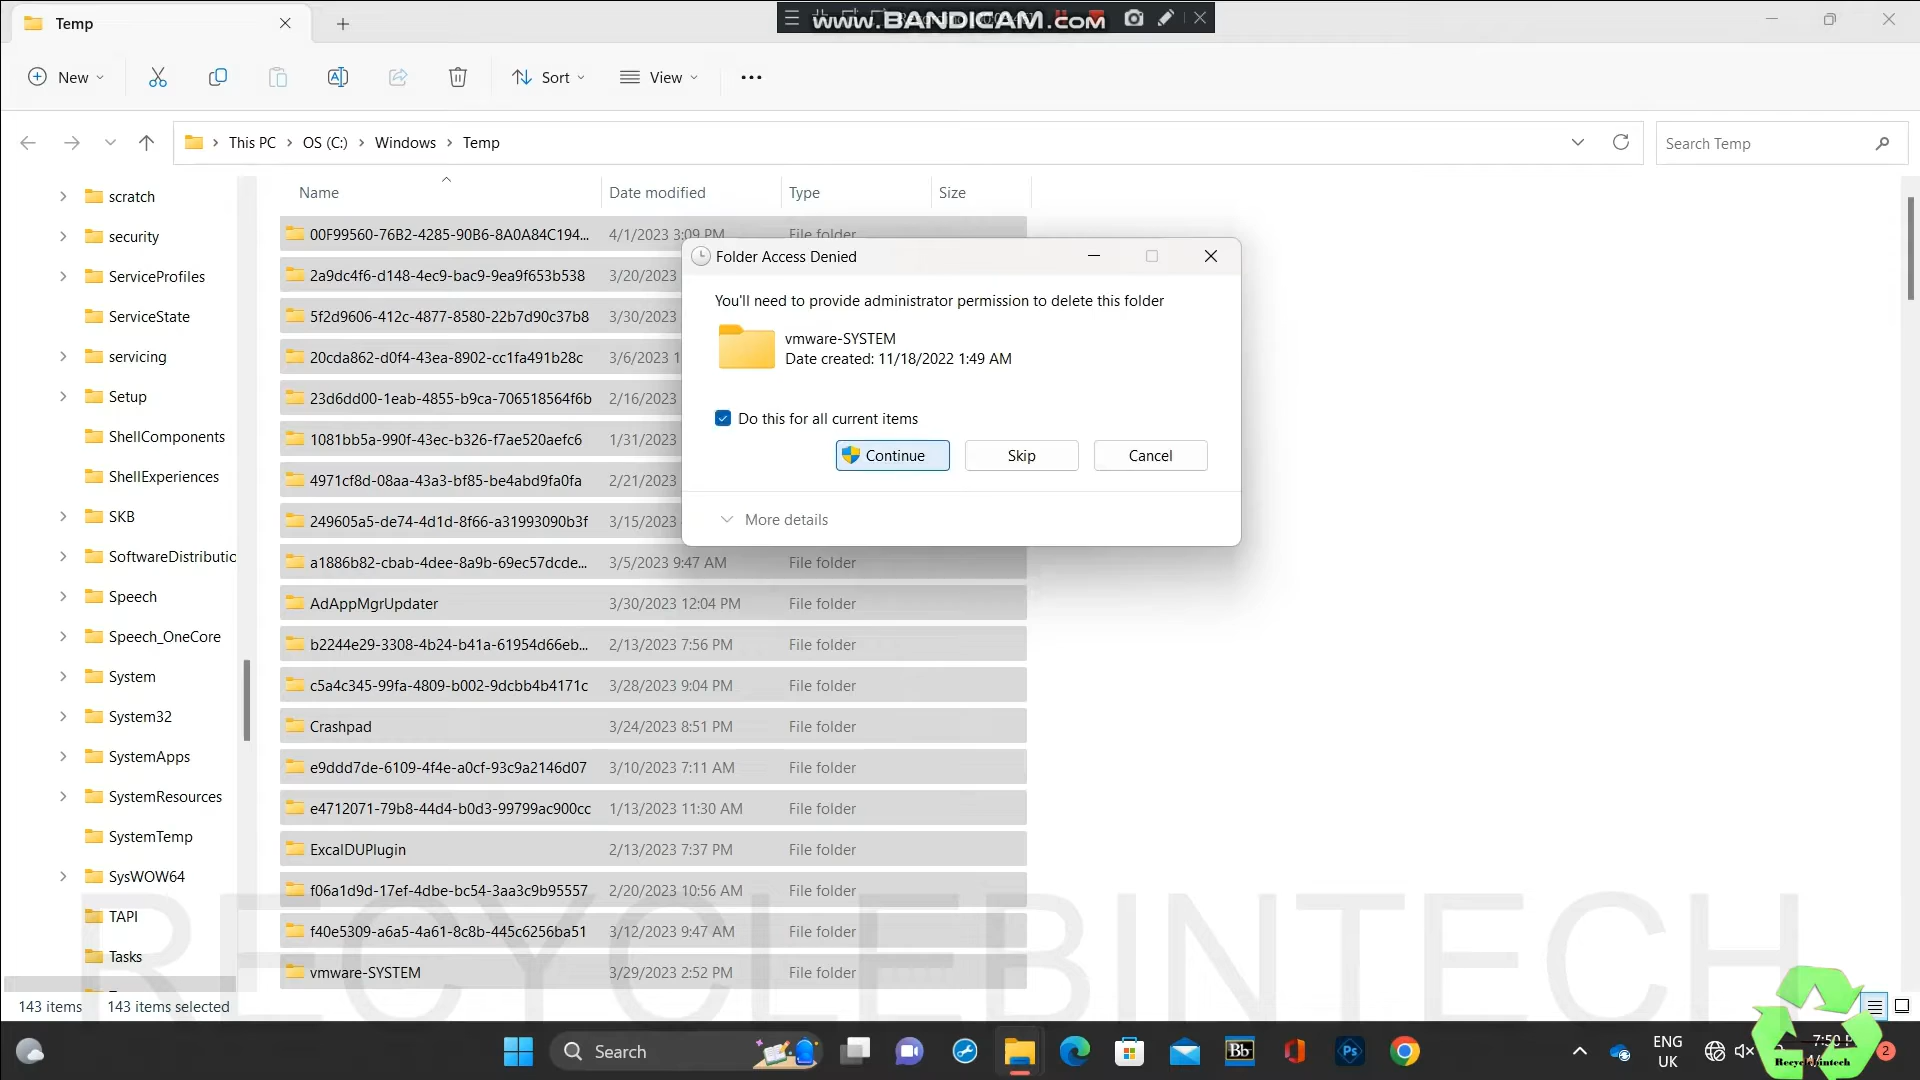 Temp
www.BANDICAM.com
New
Sort
View
This PC > OS (C:) > Windows > Temp
Search Temp
Name Date modified Type Size
scratch
security
ServiceProfiles
ServiceState
servicing
Setup
ShellComponents
ShellExperiences
SKB
SoftwareDistributio
Speech
Speech_OneCore
System
System32
SystemApps
SystemResources
SystemTemp
SysWOW64
TAPI
Tasks
00F99560-76B2-4285-90B6-8A0A84C194... 4/1/2023 3:09 PM File folder
2a9dc4f6-d148-4ec9-bac9-9ea9f653b538 3/20/2023
5f2d9606-412c-4877-8580-22b7d90c37b8 3/30/2023
20cda862-d0f4-43ea-8902-cc1fa491b28c 3/6/2023 1
23d6dd00-1eab-4855-b9ca-706518564f6b 2/16/2023
1081bb5a-990f-43ec-b326-f7ae520aefc6 1/31/2023
4971cf8d-08aa-43a3-bf85-be4abd9fa0fa 2/21/2023
249605a5-de74-4d1d-8f66-a31993090b3f 3/15/2023
a1886b82-cbab-4dee-8a9b-69ec57dcde... 3/5/2023 9:47 AM File folder
AdAppMgrUpdater 3/30/2023 12:04 PM File folder
b2244e29-3308-4b24-b41a-61954d66eb... 2/13/2023 7:56 PM File folder
c5a4c345-99fa-4809-b002-9dcbb4b4171c 3/28/2023 9:04 PM File folder
Crashpad 3/24/2023 8:51 PM File folder
e9ddd7de-6109-4f4e-a0cf-93c9a2146d07 3/10/2023 7:11 AM File folder
e4712071-79b8-44d4-b0d3-99799ac900cc 1/13/2023 11:30 AM File folder
ExcalDUPlugin 2/13/2023 7:37 PM File folder
f06a1d9d-17ef-4dbe-bc54-3aa3c9b95557 2/20/2023 10:56 AM File folder
f40e5309-a6a5-4a61-8c8b-445c6256ba51 3/12/2023 9:47 AM File folder
vmware-SYSTEM 3/29/2023 2:52 PM File folder
Folder Access Denied
You'll need to provide administrator permission to delete this folder
vmware-SYSTEM
Date created: 11/18/2022 1:49 AM
Do this for all current items
Continue Skip Cancel
More details
RECYCLEBINTECH
143 items 143 items selected
Search
Bb
Ps
ENG
UK
7:50 P
Recyclebintech
2